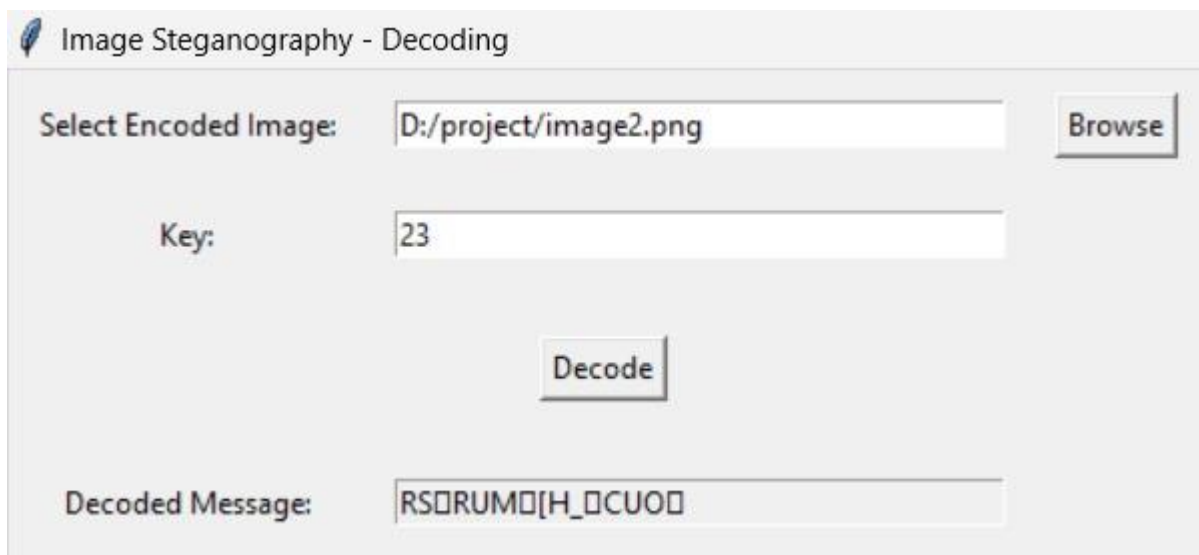 Image Steganography - Decoding
Select Encoded Image: D:/project/image2.png Browse
Key: 23
Decode
Decoded Message: RS▯RUM▯[H_▯CUO▯